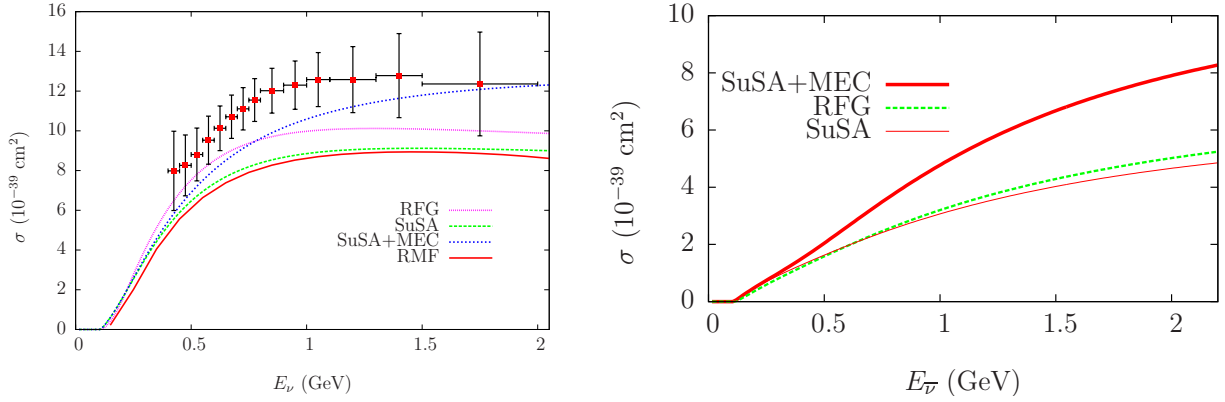 16
14
12
10
8
6
4
2
0
σ (10⁻³⁹ cm²)
RFG
SuSA
SuSA+MEC
RMF
0 0.5 1 1.5 2
E_ν (GeV)
10
8
6
4
2
0
σ (10⁻³⁹ cm²)
SuSA+MEC
RFG
SuSA
0 0.5 1 1.5 2
E_ν̅ (GeV)